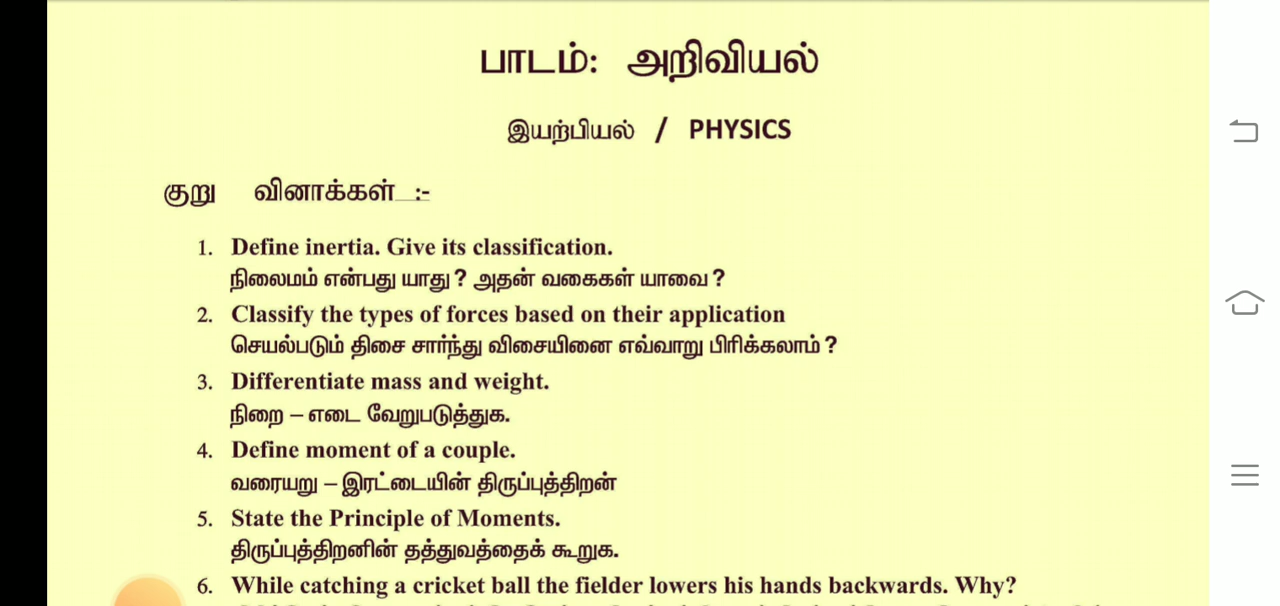 பாடம்: அறிவியல்
இயற்பியல் / PHYSICS
குறு வினாக்கள் :-
1. Define inertia. Give its classification.
நிலைமம் என்பது யாது ? அதன் வகைகள் யாவை ?
2. Classify the types of forces based on their application
செயல்படும் திசை சார்ந்து விசையினை எவ்வாறு பிரிக்கலாம் ?
3. Differentiate mass and weight.
நிறை – எடை வேறுபடுத்துக.
4. Define moment of a couple.
வரையறு – இரட்டையின் திருப்புத்திறன்
5. State the Principle of Moments.
திருப்புத்திறனின் தத்துவத்தைக் கூறுக.
6. While catching a cricket ball the fielder lowers his hands backwards. Why?